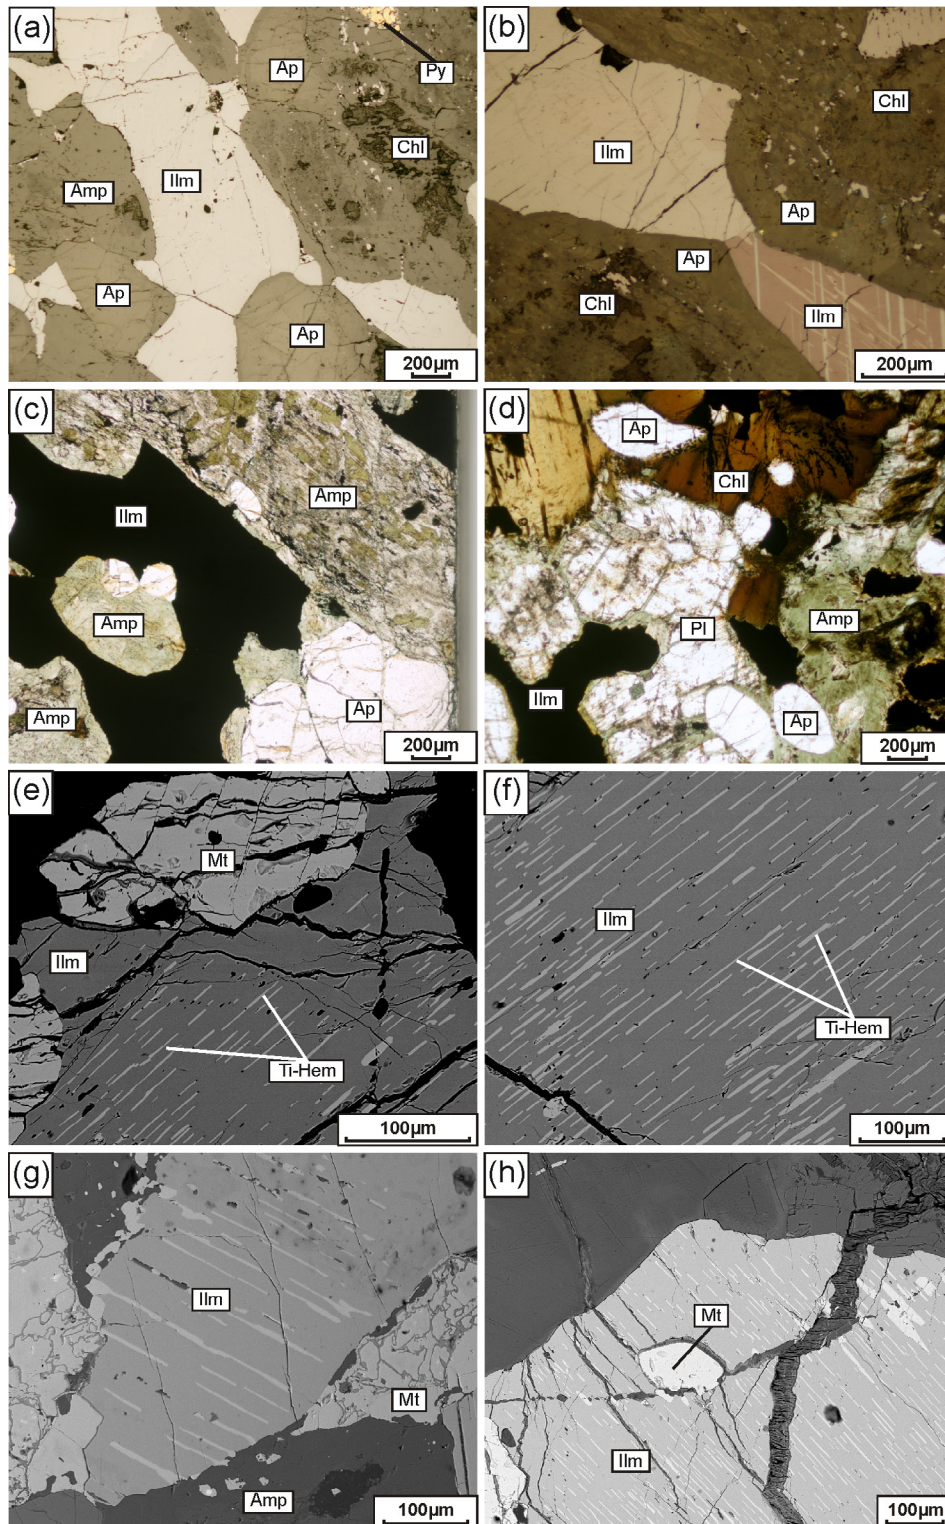 (a)
Ap
Py
Chl
Ilm
Amp
Ap
Ap
200µm
(b)
Chl
Ilm
Ap
Ap
Chl
Ilm
200µm
(c)
Amp
Ilm
Amp
Amp
Ap
200µm
(d)
Ap
Chl
Pl
Amp
Ilm
Ap
200µm
(e)
Mt
Ilm
Ti-Hem
100µm
(f)
Ilm
Ti-Hem
100µm
(g)
Ilm
Mt
Amp
100µm
(h)
Mt
Ilm
100µm